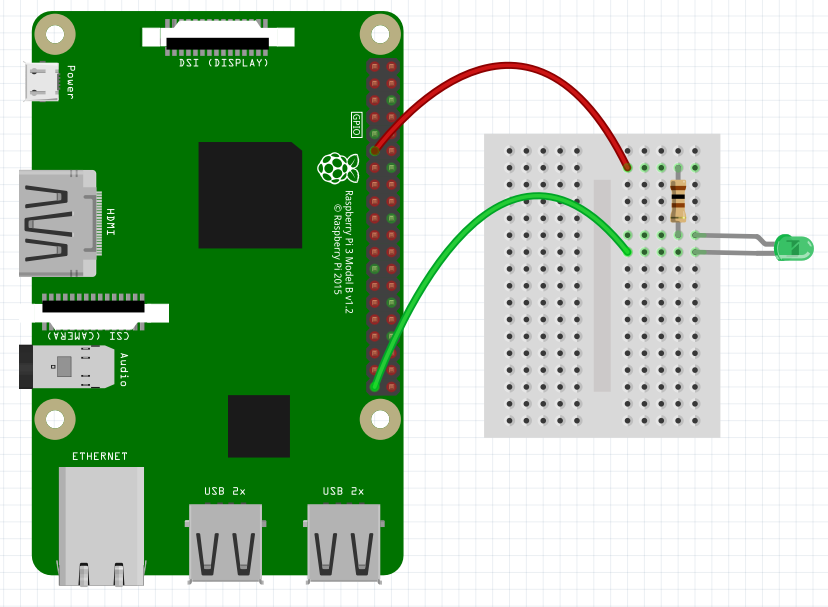 DSI (DISPLAY)
Power
GPIO
HDMI
Raspberry Pi 3 Model B v1.2
© Raspberry Pi 2015
CSI (CAMERA)
Audio
ETHERNET
USB 2x
USB 2x